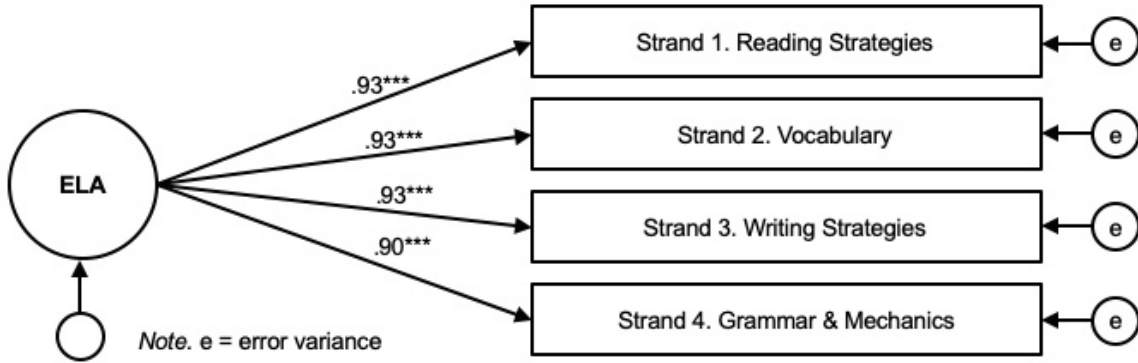 Strand 1. Reading Strategies
e
.93***
Strand 2. Vocabulary
e
.93***
ELA
.93***
Strand 3. Writing Strategies
e
.90***
Strand 4. Grammar & Mechanics
e
Note. e = error variance